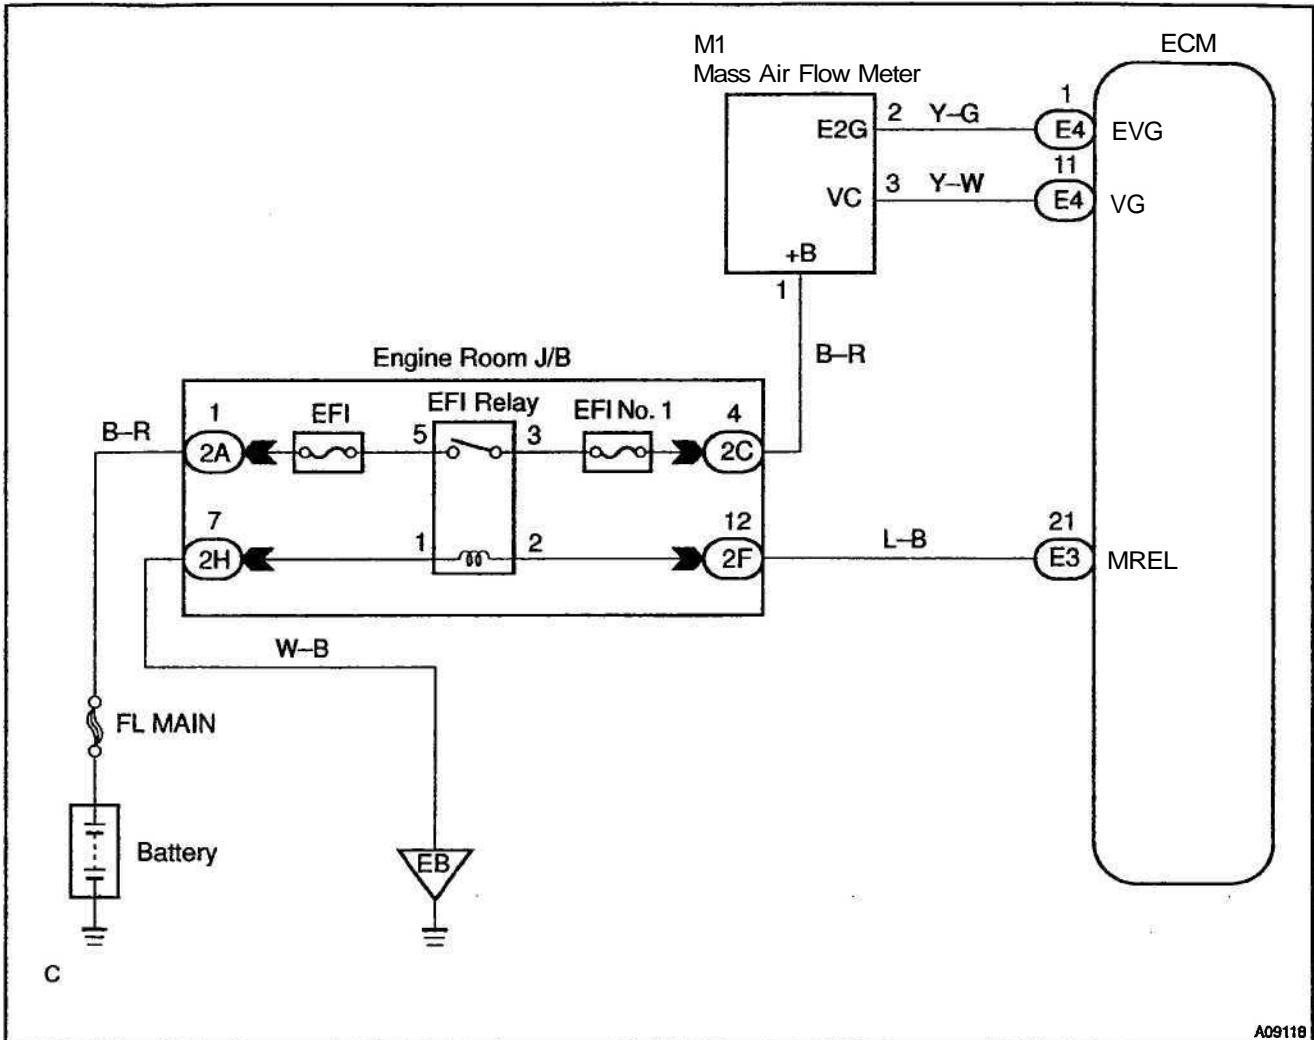 M1
Mass Air Flow Meter
ECM
E2G
2
Y–G
1
E4
EVG
VC
3
Y–W
11
E4
VG
+B
1
B–R
Engine Room J/B
B–R
1
2A
EFI
5
EFI Relay
3
EFI No. 1
4
2C
7
2H
1
2
12
2F
L–B
21
E3
MREL
W–B
FL MAIN
Battery
EB
C
A09118